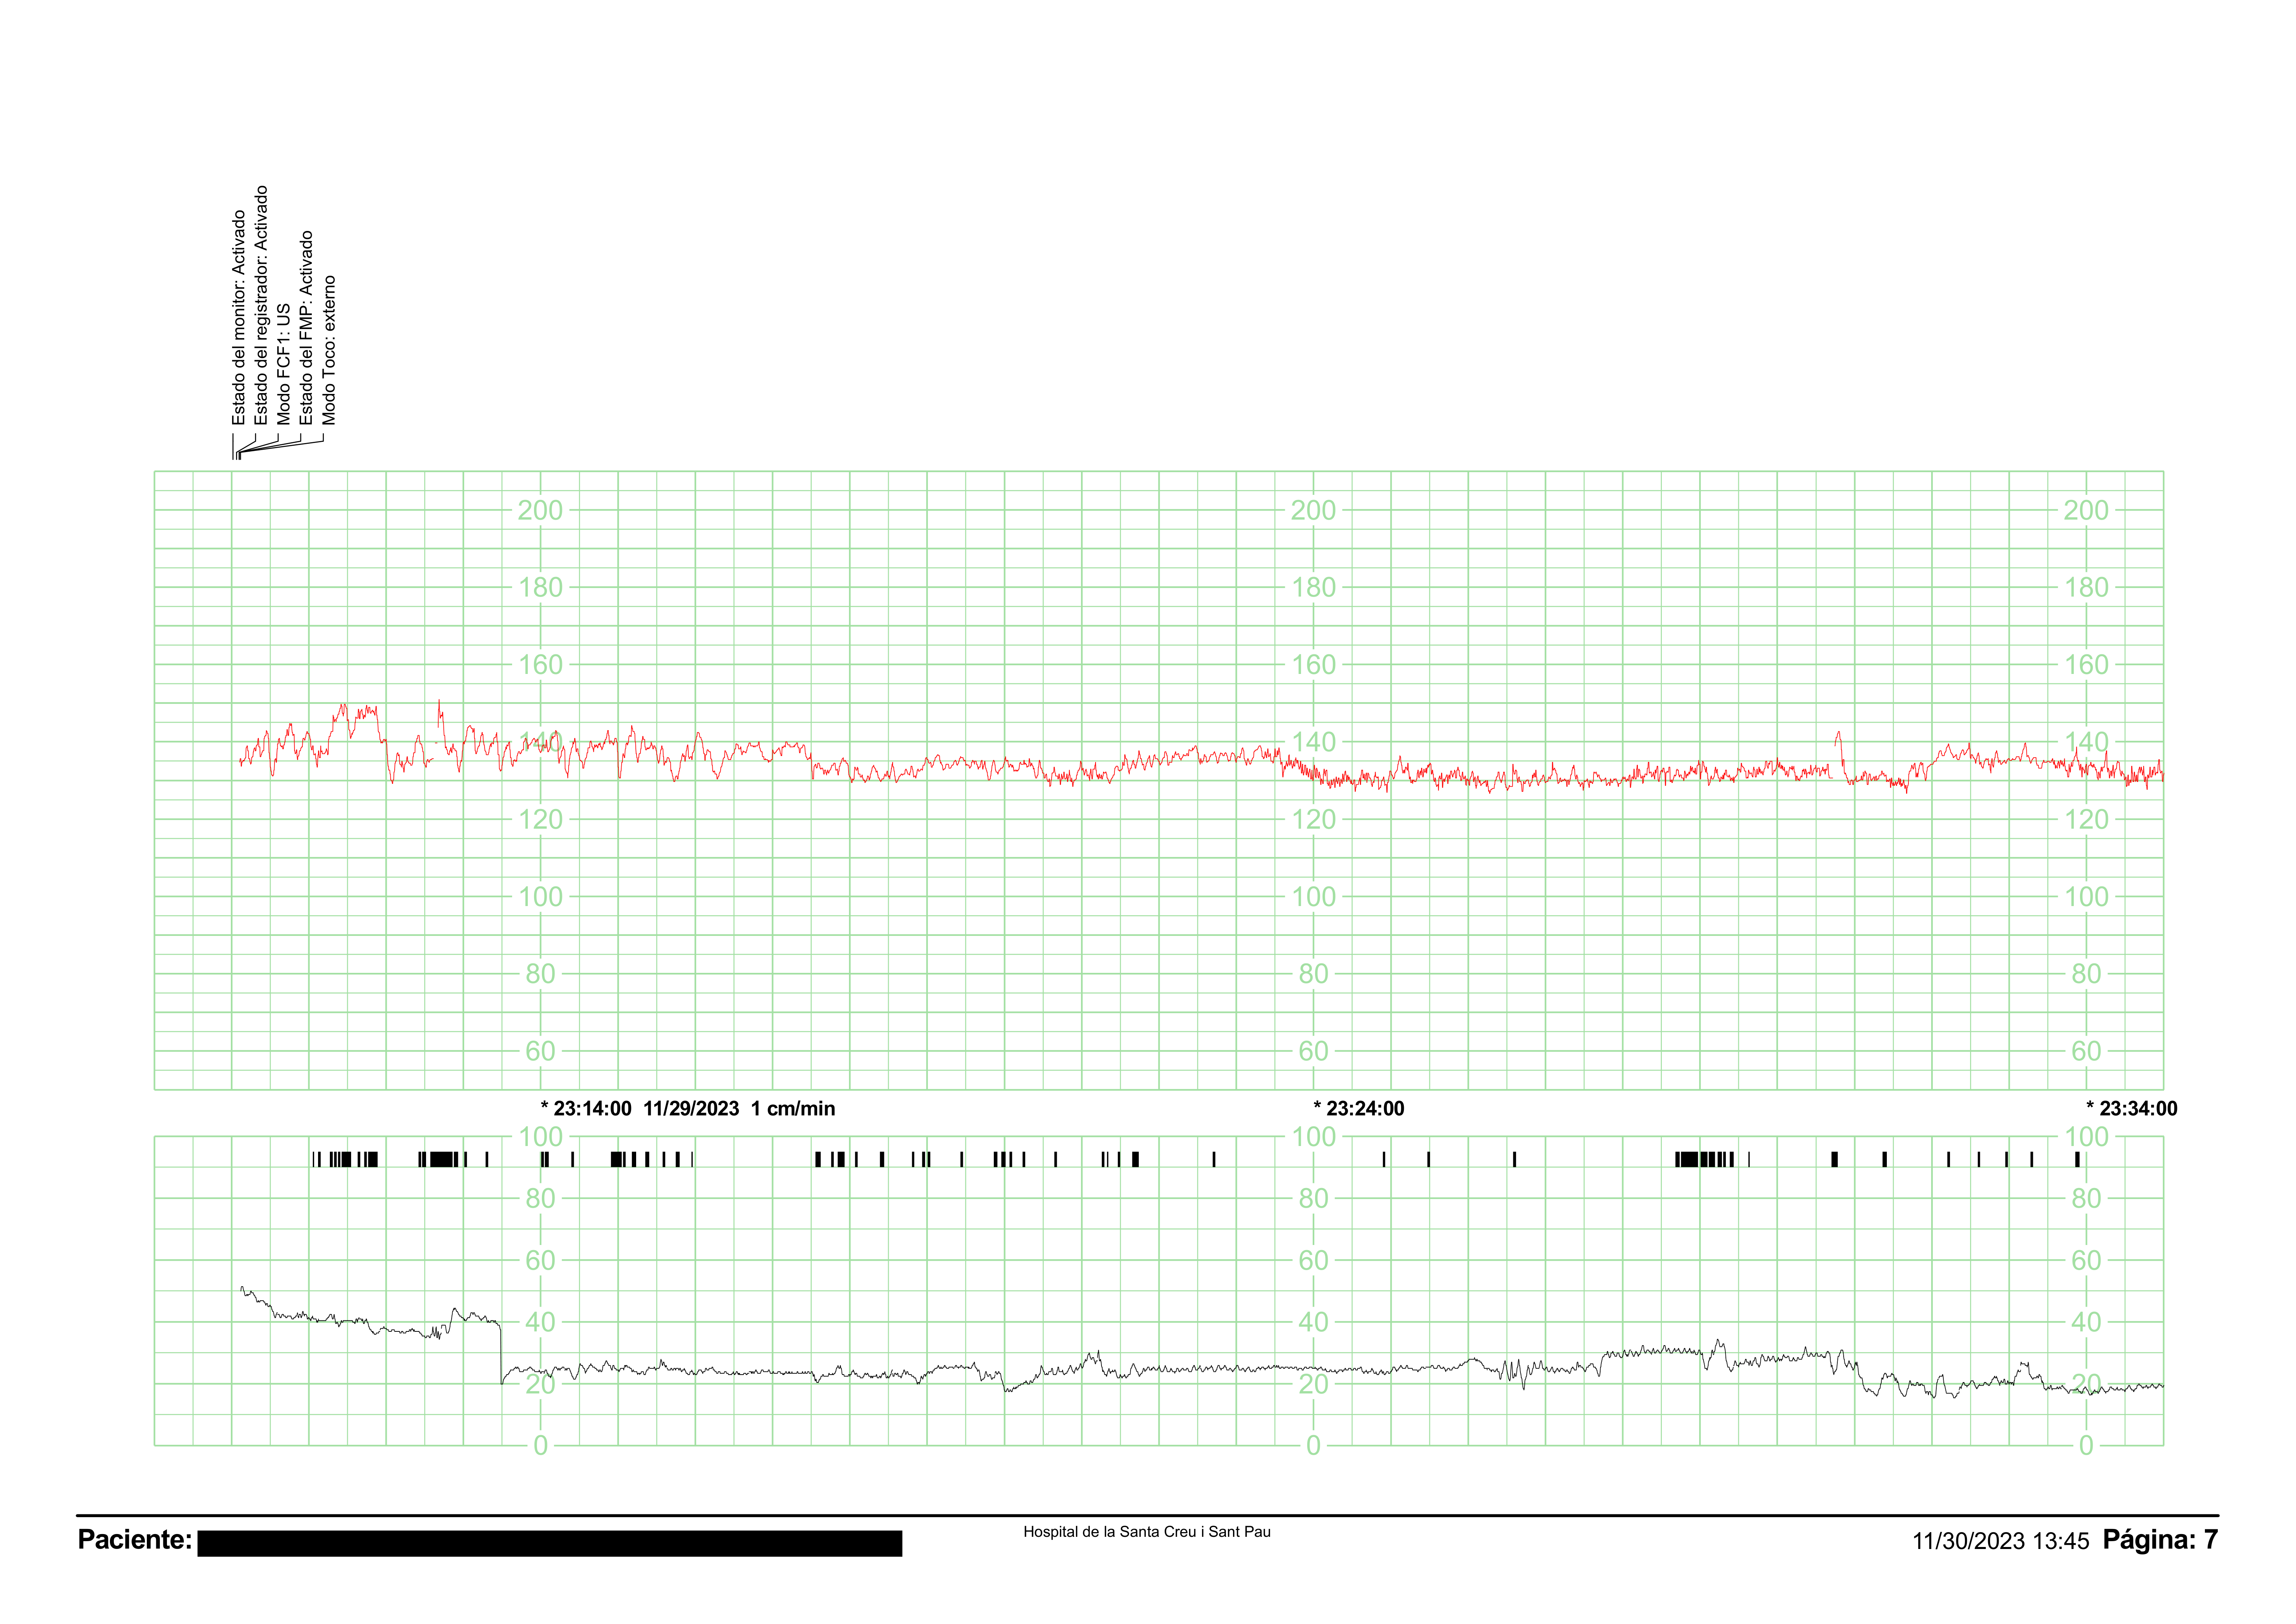 Estado del monitor: Activado
Estado del registrador: Activado
Modo FCF1: US
Estado del FMP: Activado
Modo Toco: externo
200 200 200
180 180 180
160 160 160
140 140 140
120 120 120
100 100 100
80 80 80
60 60 60
* 23:14:00 11/29/2023 1 cm/min * 23:24:00 * 23:34:00
100 100 100
80 80 80
60 60 60
40 40 40
20 20 20
0 0 0
Paciente: Hospital de la Santa Creu i Sant Pau 11/30/2023 13:45 Página: 7